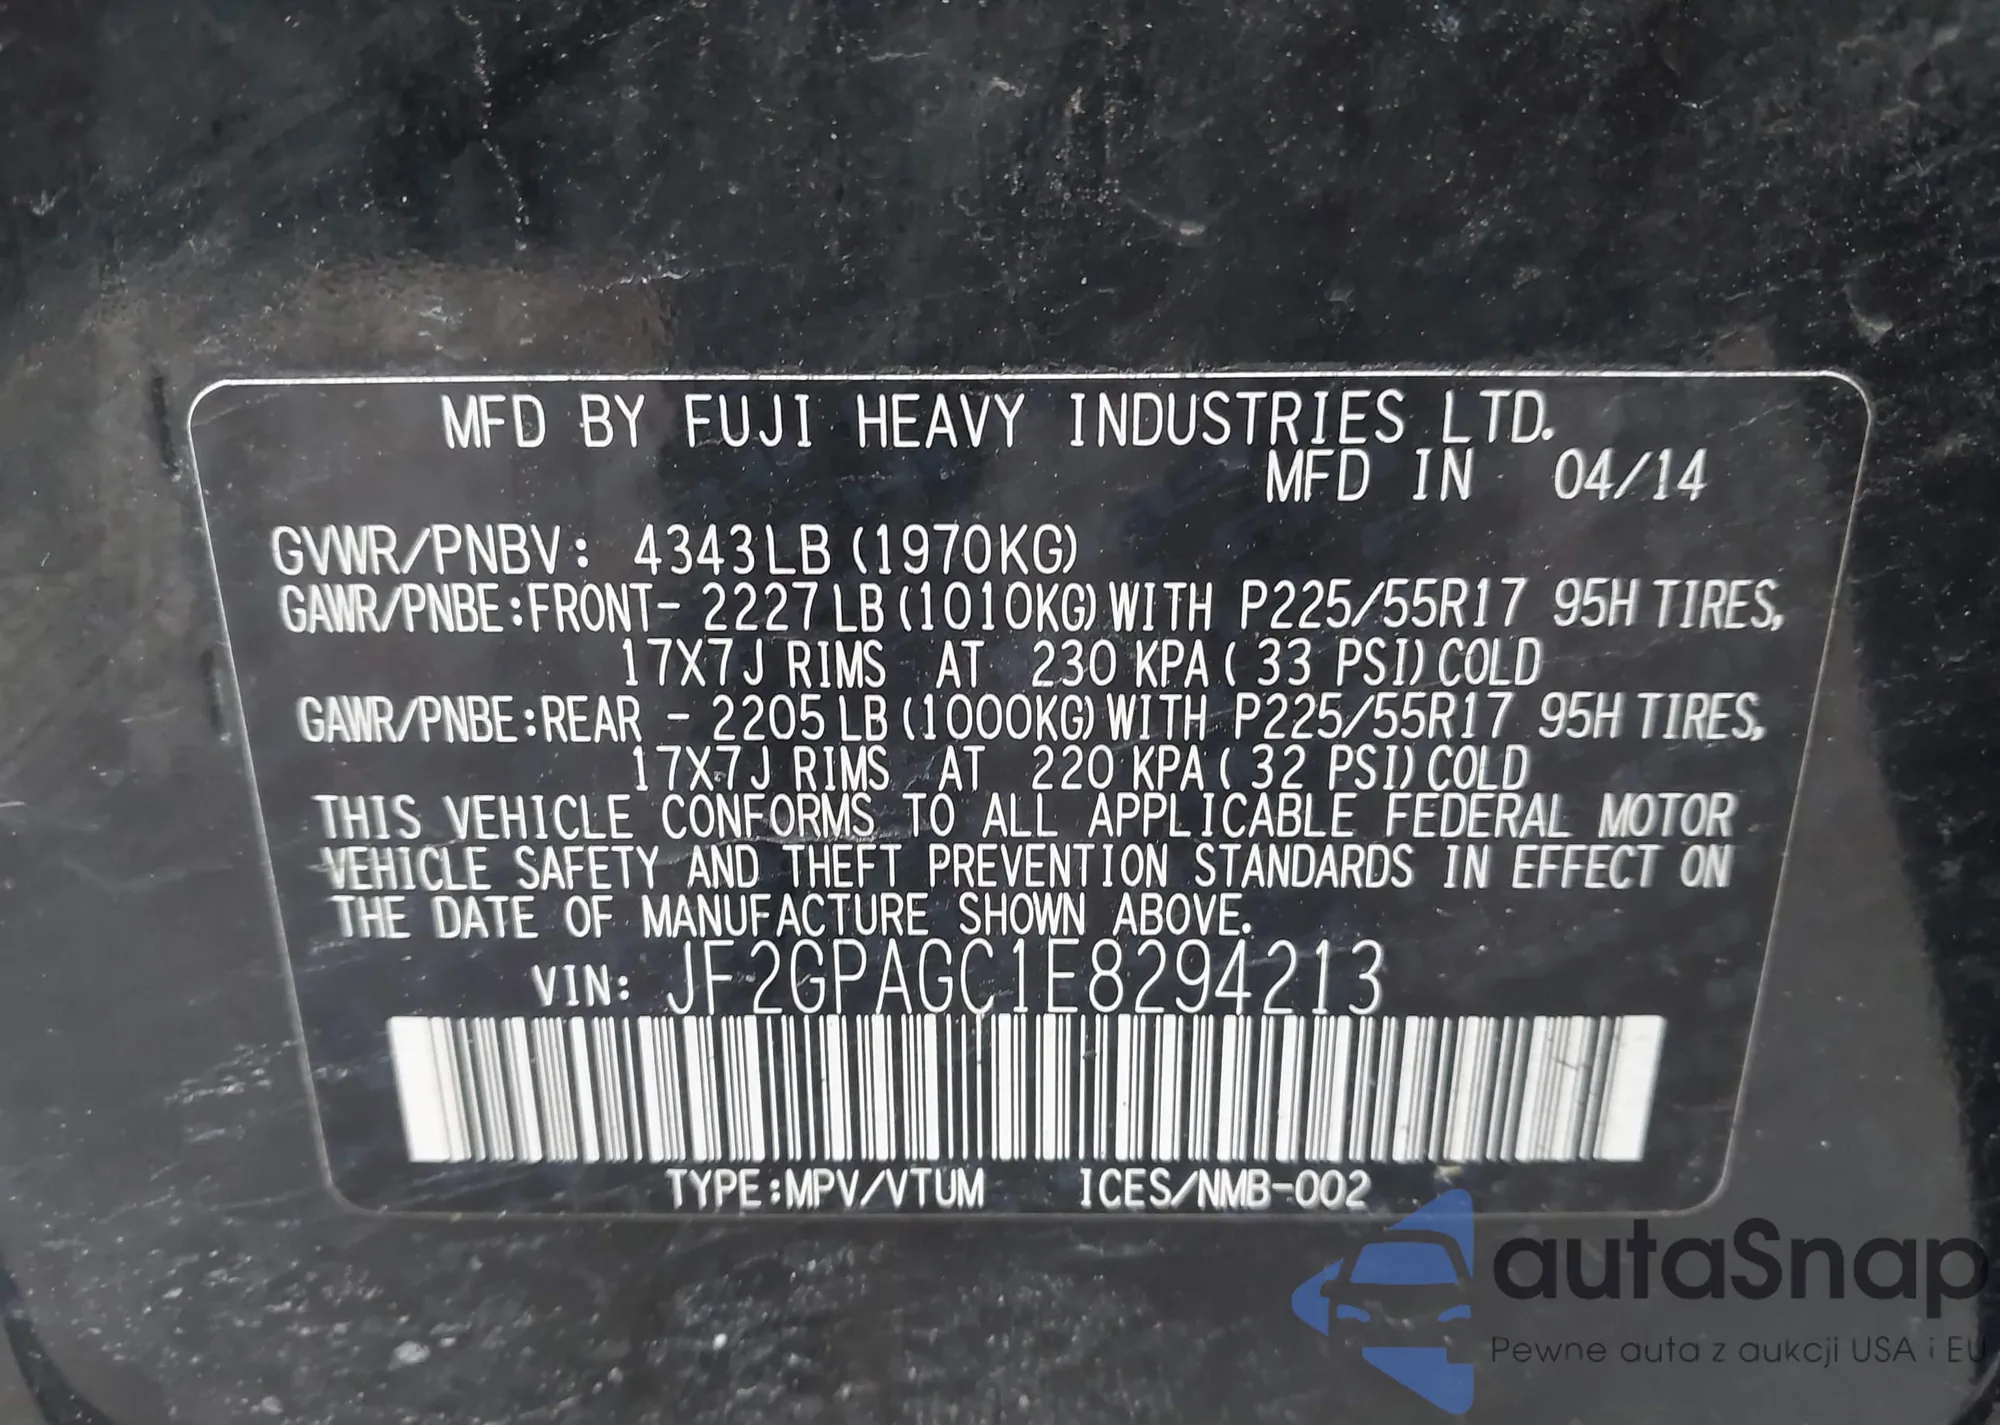 MFD BY FUJI HEAVY INDUSTRIES LTD.
MFD IN 04/14
GVWR/PNBV: 4343LB(1970KG)
GAWR/PNBE:FRONT- 2227LB(1010KG)WITH P225/55R17 95H TIRES,
17X7J RIMS AT 230 KPA( 33 PSI)COLD
GAWR/PNBE:REAR - 2205LB(1000KG)WITH P225/55R17 95H TIRES,
17X7J RIMS AT 220 KPA( 32 PSI)COLD
THIS VEHICLE CONFORMS TO ALL APPLICABLE FEDERAL MOTOR
VEHICLE SAFETY AND THEFT PREVENTION STANDARDS IN EFFECT ON
THE DATE OF MANUFACTURE SHOWN ABOVE.
VIN: JF2GPAGC1E8294213
TYPE:MPV/VTUM ICES/NMB-002
autaSnap
Pewne auta z aukcji USA i EU